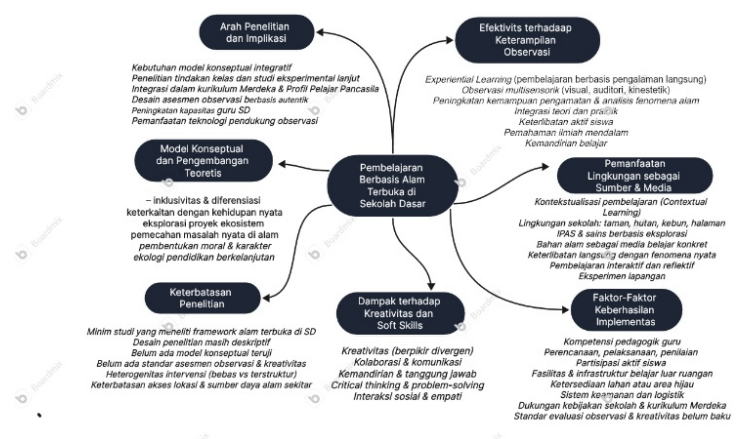 Arah Penelitian
dan Implikasi
Kebutuhan model konseptual integratif
Penelitian tindakan kelas dan studi eksperimental lanjut
Integrasi dalam kurikulum Merdeka & Profil Pelajar Pancasila
Desain asesmen observasi berbasis autentik
Peningkatan kapasitas guru SD
Pemanfaatan teknologi pendukung observasi
Efektivits terhadaap
Keterampilan
Observasi
Experiential Learning (pembelajaran berbasis pengalaman langsung)
Observasi multisensorik (visual, auditori, kinestetik)
Peningkatan kemampuan pengamatan & analisis fenomena alam
Integrasi teori dan praktik
Keterlibatan aktif siswa
Pemahaman ilmiah mendalam
Kemandirian belajar
Model Konseptual
dan Pengembangan
Teoretis
– inklusivitas & diferensiasi
keterkaitan dengan kehidupan nyata
eksplorasi proyek ekosistem
pemecahan masalah nyata di alam
pembentukan moral & karakter
ekologi pendidikan berkelanjutan
Pembelajaran
Berbasis Alam
Terbuka di
Sekolah Dasar
Pemanfaatan
Lingkungan sebagai
Sumber & Media
Kontekstualisasi pembelajaran (Contextual
Learning)
Lingkungan sekolah: taman, hutan, kebun, halaman
IPAS & sains berbasis eksplorasi
Bahan alam sebagai media belajar konkret
Keterlibatan langsung dengan fenomena nyata
Pembelajaran interaktif dan reflektif
Eksperimen lapangan
Keterbatasan
Penelitian
Minim studi yang meneliti framework alam terbuka di SD
Desain penelitian masih deskriptif
Belum ada model konseptual teruji
Belum ada standar asesmen observasi & kreativitas
Heterogenitas intervensi (bebas vs terstruktur)
Keterbatasan akses lokasi & sumber daya alam sekitar
Dampak terhadap
Kreativitas dan
Soft Skills
Kreativitas (berpikir divergen)
Kolaborasi & komunikasi
Kemandirian & tanggung jawab
Critical thinking & problem-solving
Interaksi sosial & empati
Faktor-Faktor
Keberhasilan
Implementas
Kompetensi pedagogik guru
Perencanaan, pelaksanaan, penilaian
Partisipasi aktif siswa
Fasilitas & infrastruktur belajar luar ruangan
Ketersediaan lahan atau area hijau
Sistem keamanan dan logistik
Dukungan kebijakan sekolah & kurikulum Merdeka
Standar evaluasi observasi & kreativitas belum baku
Boardmix
Boardmix
Boardmix
Boardmix
Boardmix
Boardmix